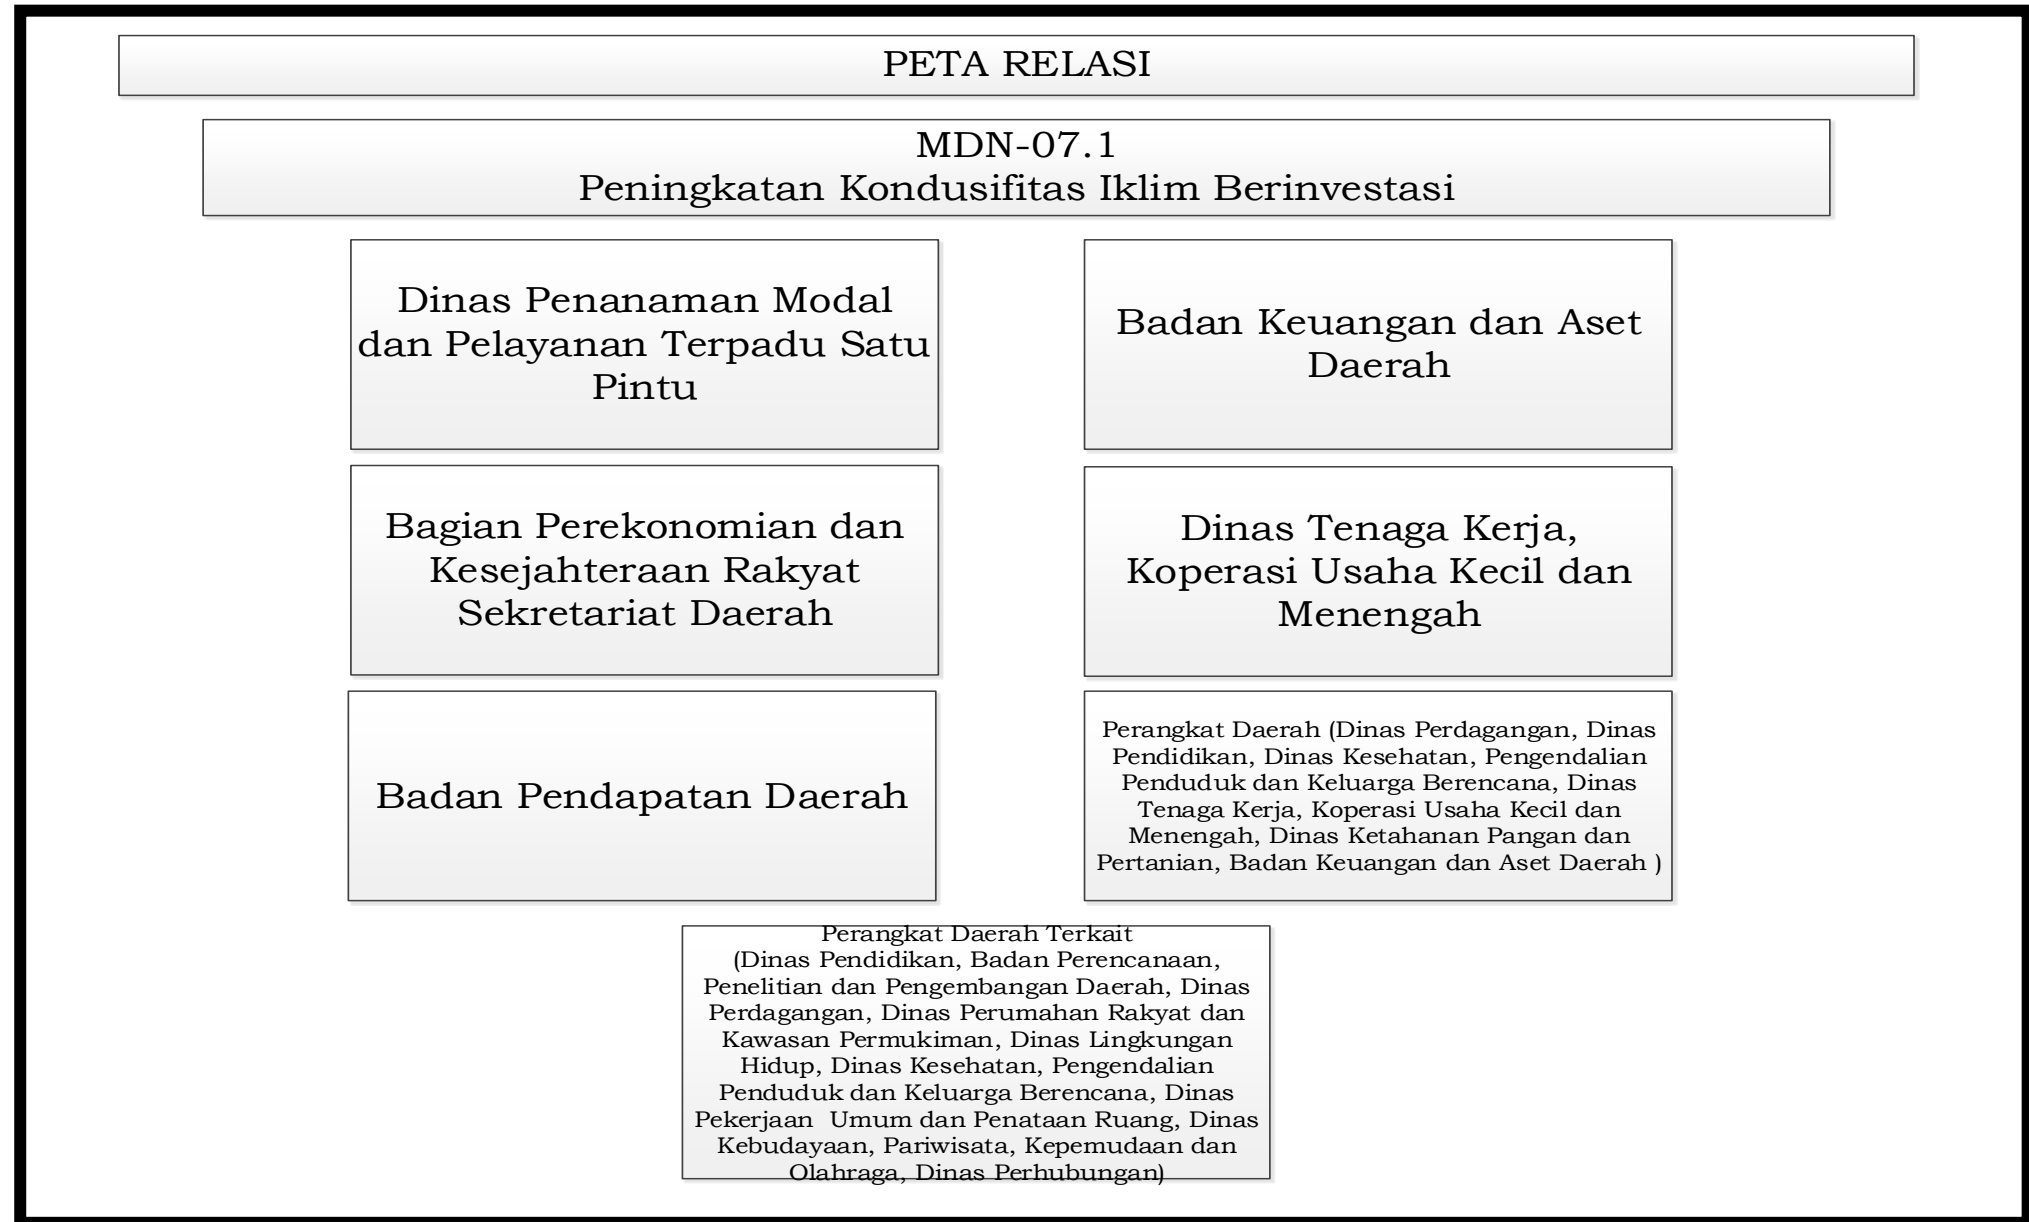 PETA RELASI
MDN-07.1
Peningkatan Kondusifitas Iklim Berinvestasi
Dinas Penanaman Modal
dan Pelayanan Terpadu Satu
Pintu
Badan Keuangan dan Aset
Daerah
Bagian Perekonomian dan
Kesejahteraan Rakyat
Sekretariat Daerah
Dinas Tenaga Kerja,
Koperasi Usaha Kecil dan
Menengah
Badan Pendapatan Daerah
Perangkat Daerah (Dinas Perdagangan, Dinas
Pendidikan, Dinas Kesehatan, Pengendalian
Penduduk dan Keluarga Berencana, Dinas
Tenaga Kerja, Koperasi Usaha Kecil dan
Menengah, Dinas Ketahanan Pangan dan
Pertanian, Badan Keuangan dan Aset Daerah )
Perangkat Daerah Terkait
(Dinas Pendidikan, Badan Perencanaan,
Penelitian dan Pengembangan Daerah, Dinas
Perdagangan, Dinas Perumahan Rakyat dan
Kawasan Permukiman, Dinas Lingkungan
Hidup, Dinas Kesehatan, Pengendalian
Penduduk dan Keluarga Berencana, Dinas
Pekerjaan  Umum dan Penataan Ruang, Dinas
Kebudayaan, Pariwisata, Kepemudaan dan
Olahraga, Dinas Perhubungan)